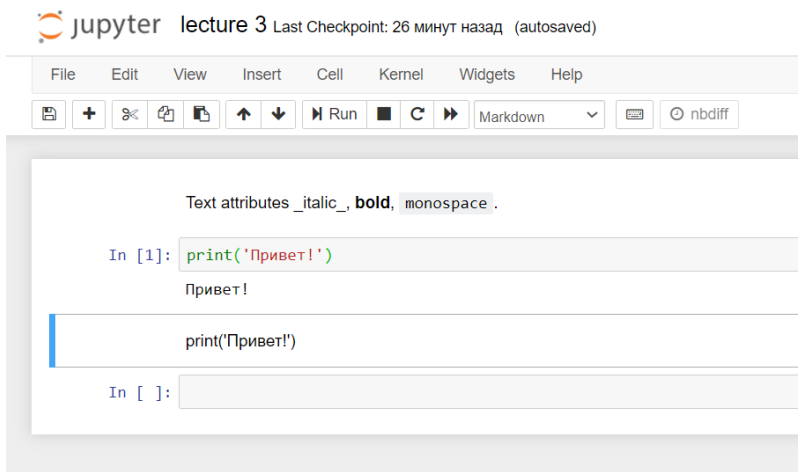 jupyter lecture 3 Last Checkpoint: 26 минут назад (autosaved)
File Edit View Insert Cell Kernel Widgets Help
Run Markdown nbdiff
Text attributes _italic_, bold, monospace.
In [1]: print('Привет!')
Привет!
print('Привет!')
In [ ]: